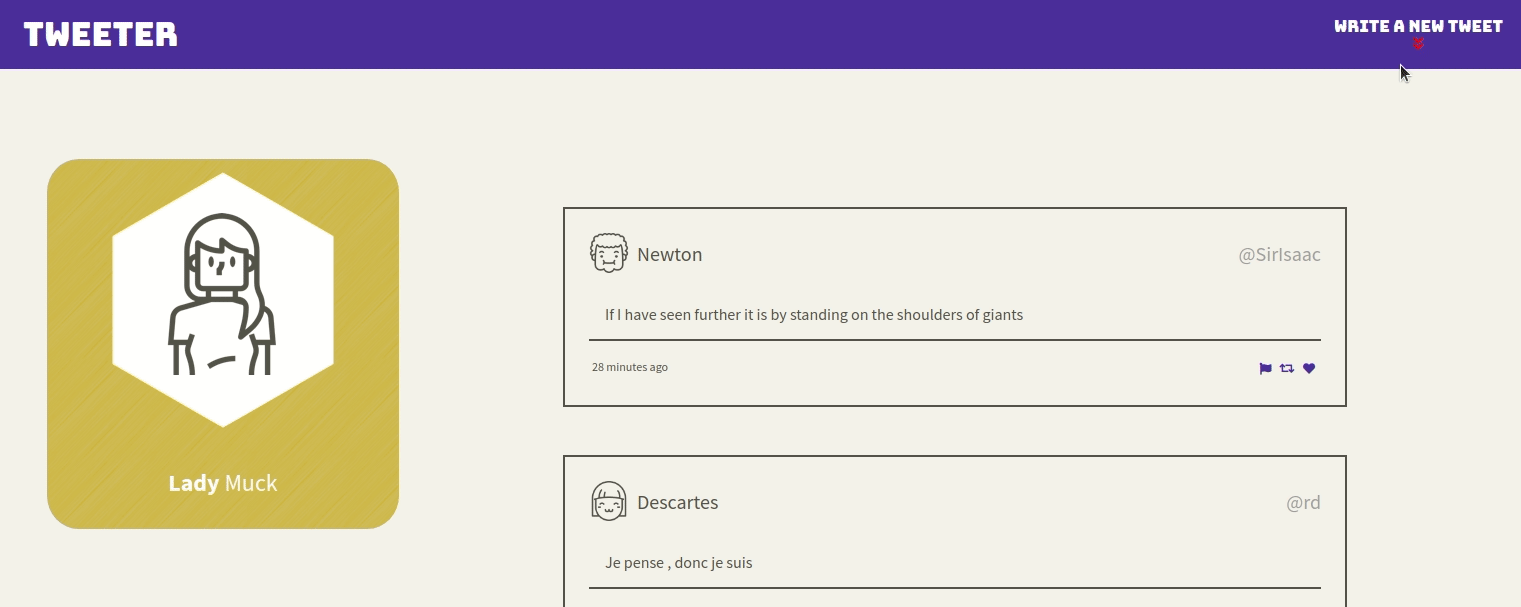 TWEETER
WRITE A NEW TWEET
Lady Muck
Newton
@SirIsaac
If I have seen further it is by standing on the shoulders of giants
28 minutes ago
Descartes
@rd
Je pense , donc je suis